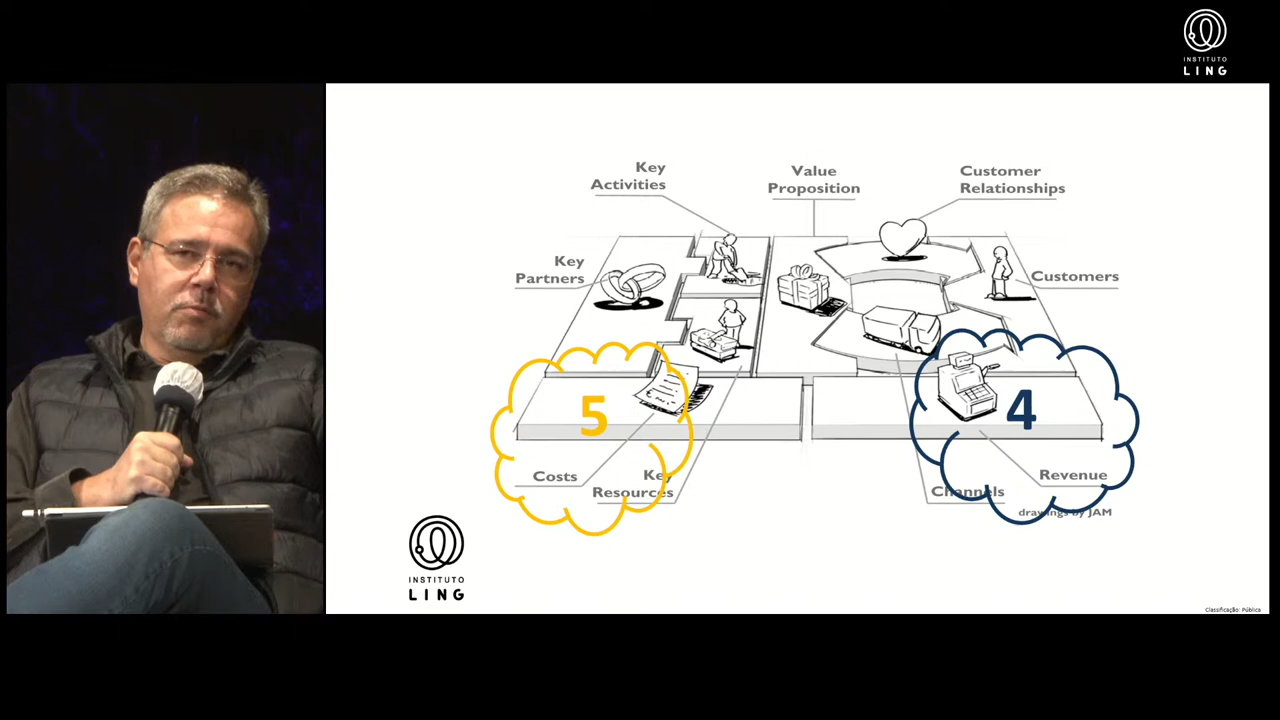 INSTITUTO
LING
Key
Activities
Value
Proposition
Customer
Relationships
Key
Partners
Customers
5
4
Costs
Key
Resources
Revenue
Channels
drawings by JAM
INSTITUTO
LING
Classificação: Pública